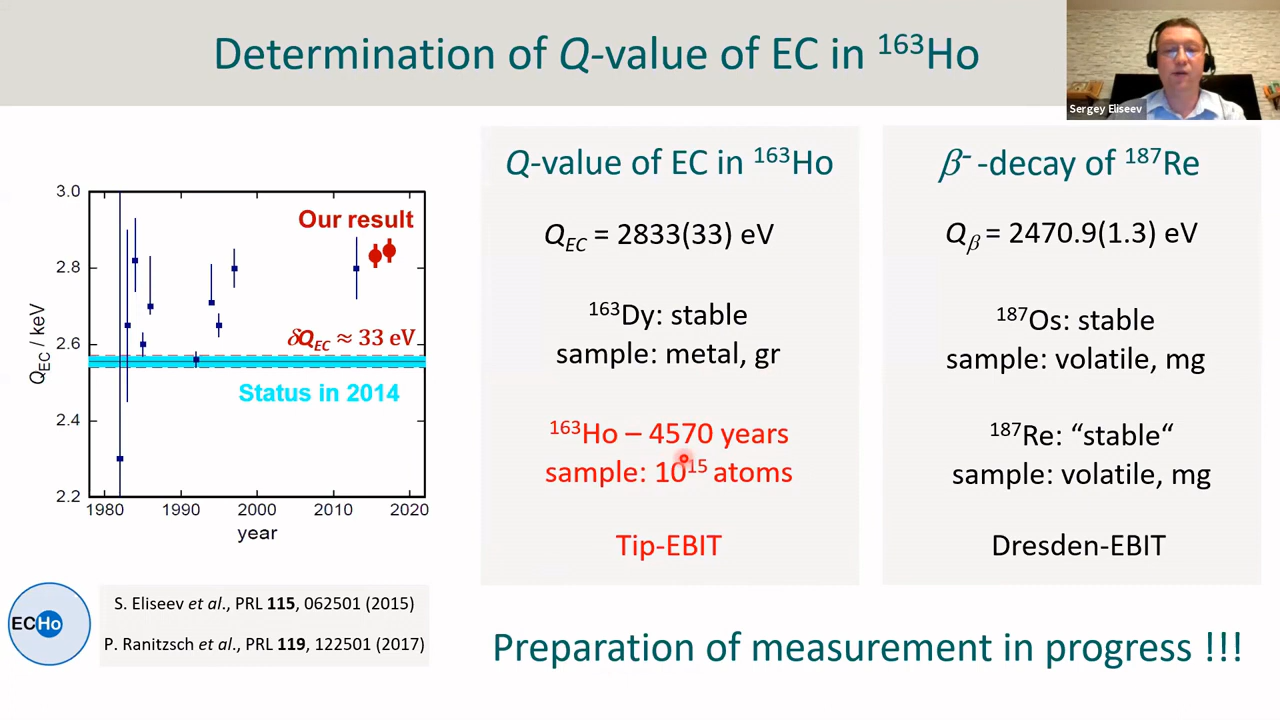 Determination of Q-value of EC in ¹⁶³Ho
Sergey Eliseev
3.0
2.8
2.6
2.4
2.2
Q_EC / keV
Our result
δQ_EC ≈ 33 eV
Status in 2014
1980
1990
2000
2010
2020
year
ECHo
S. Eliseev et al., PRL 115, 062501 (2015)
P. Ranitzsch et al., PRL 119, 122501 (2017)
Q-value of EC in ¹⁶³Ho
Q_EC = 2833(33) eV
¹⁶³Dy: stable
sample: metal, gr
¹⁶³Ho – 4570 years
sample: 10¹⁵ atoms
Tip-EBIT
β⁻ -decay of ¹⁸⁷Re
Q_β = 2470.9(1.3) eV
¹⁸⁷Os: stable
sample: volatile, mg
¹⁸⁷Re: “stable“
sample: volatile, mg
Dresden-EBIT
Preparation of measurement in progress !!!